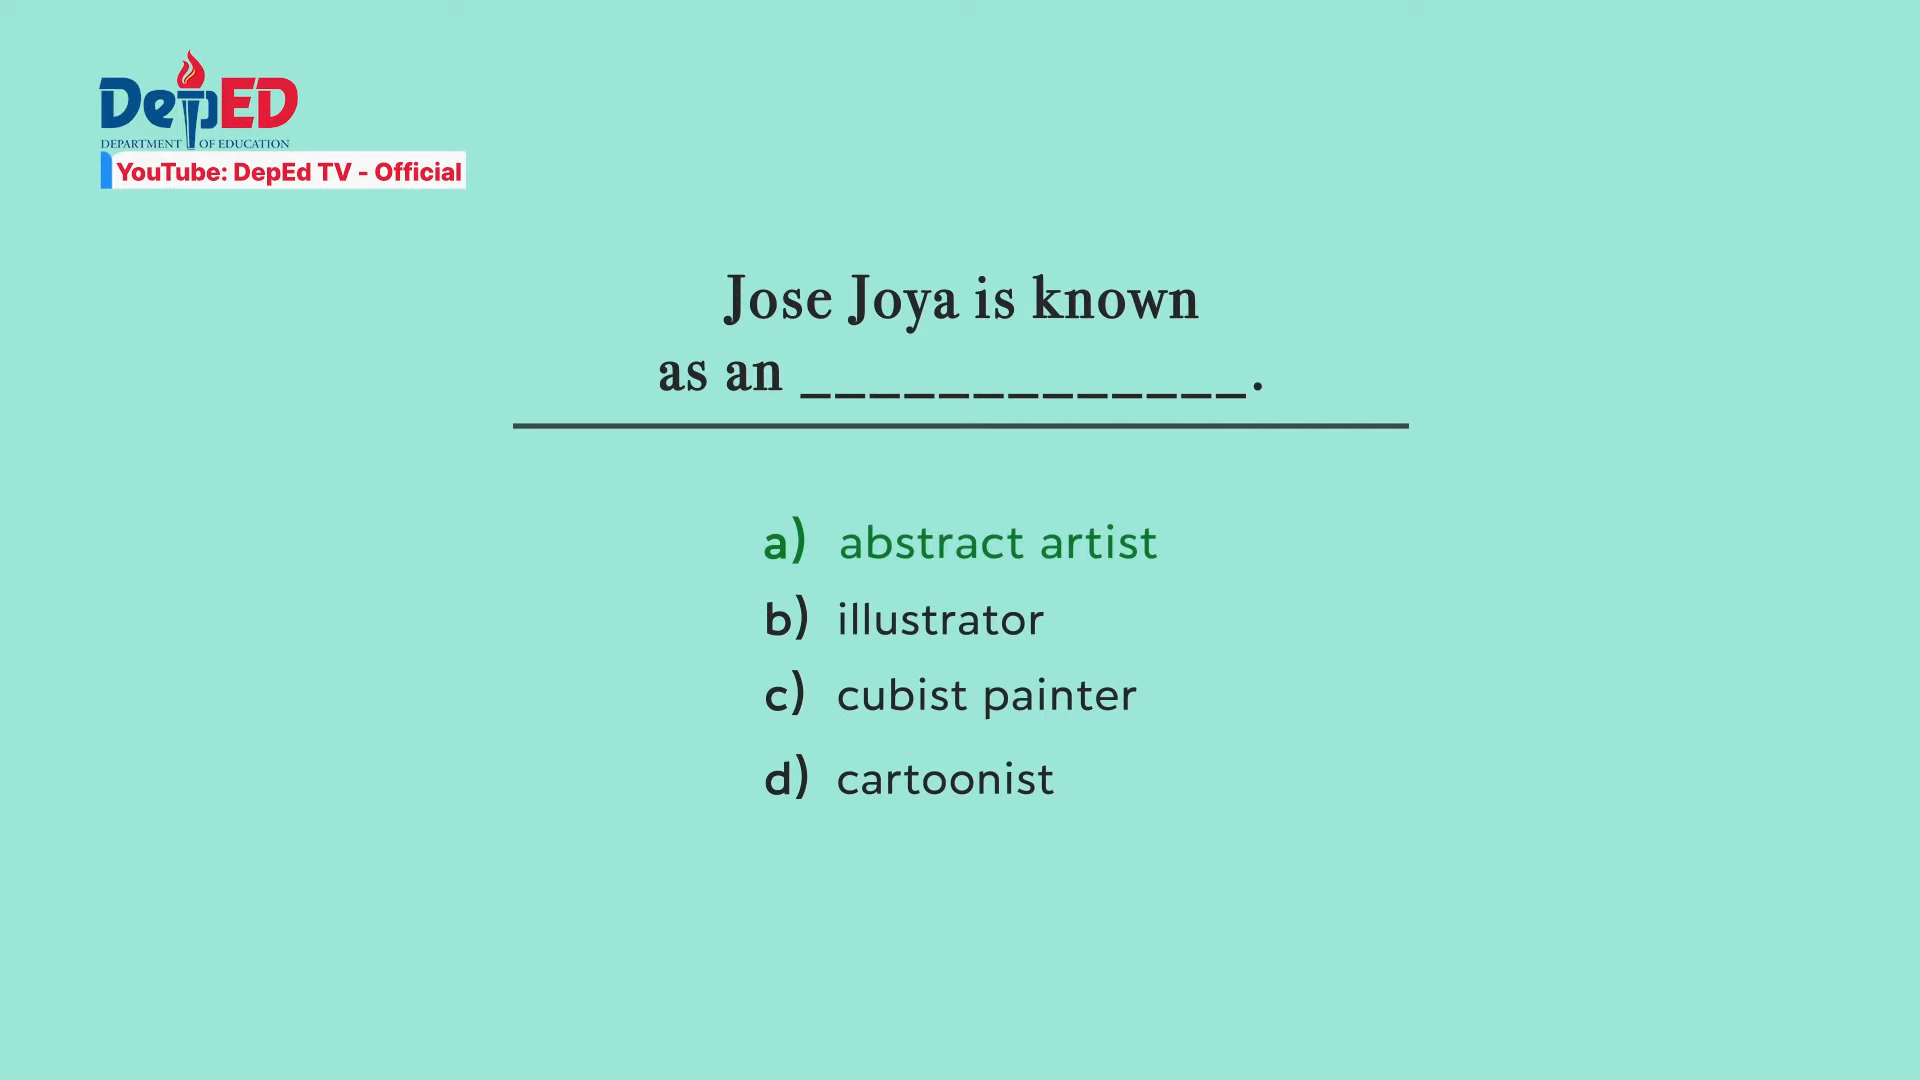 DepED
DEPARTMENT OF EDUCATION
YouTube: DepEd TV - Official
Jose Joya is known
as an _____________.
a) abstract artist
b) illustrator
c) cubist painter
d) cartoonist